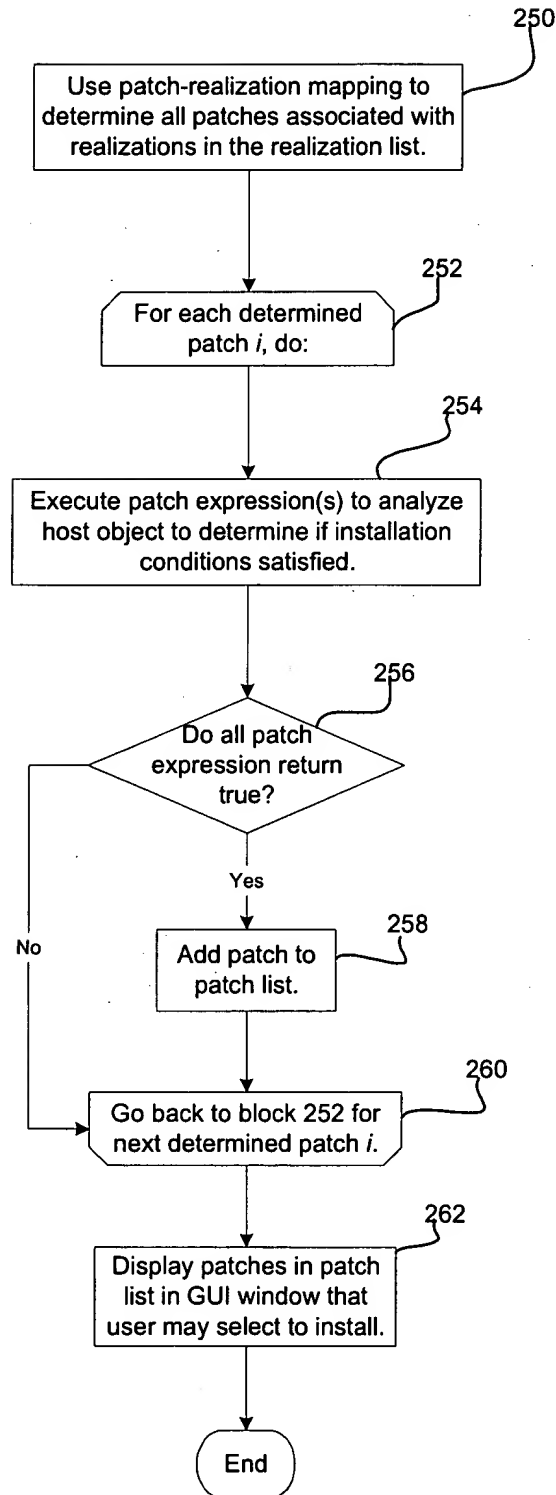 250
Use patch-realization mapping to
determine all patches associated with
realizations in the realization list.
252
For each determined
patch i, do:
254
Execute patch expression(s) to analyze
host object to determine if installation
conditions satisfied.
256
Do all patch
expression return
true?
Yes
No
258
Add patch to
patch list.
260
Go back to block 252 for
next determined patch i.
262
Display patches in patch
list in GUI window that
user may select to install.
End